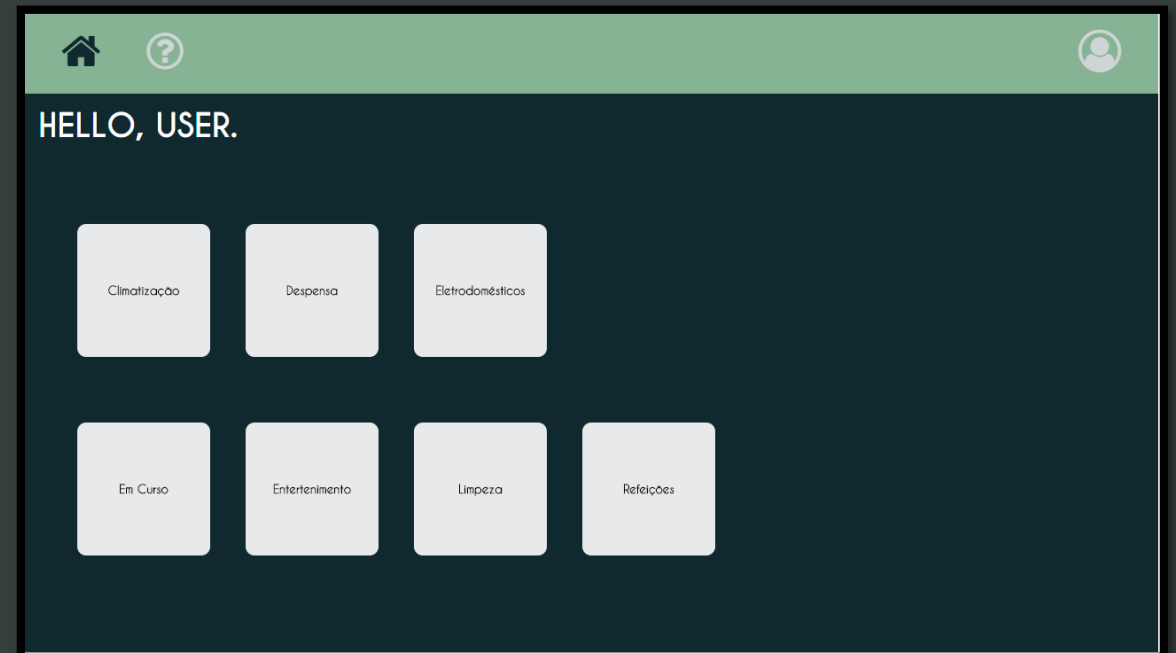 HELLO, USER.
Climatização
Despensa
Eletrodomésticos
Em Curso
Entertenimento
Limpeza
Refeições